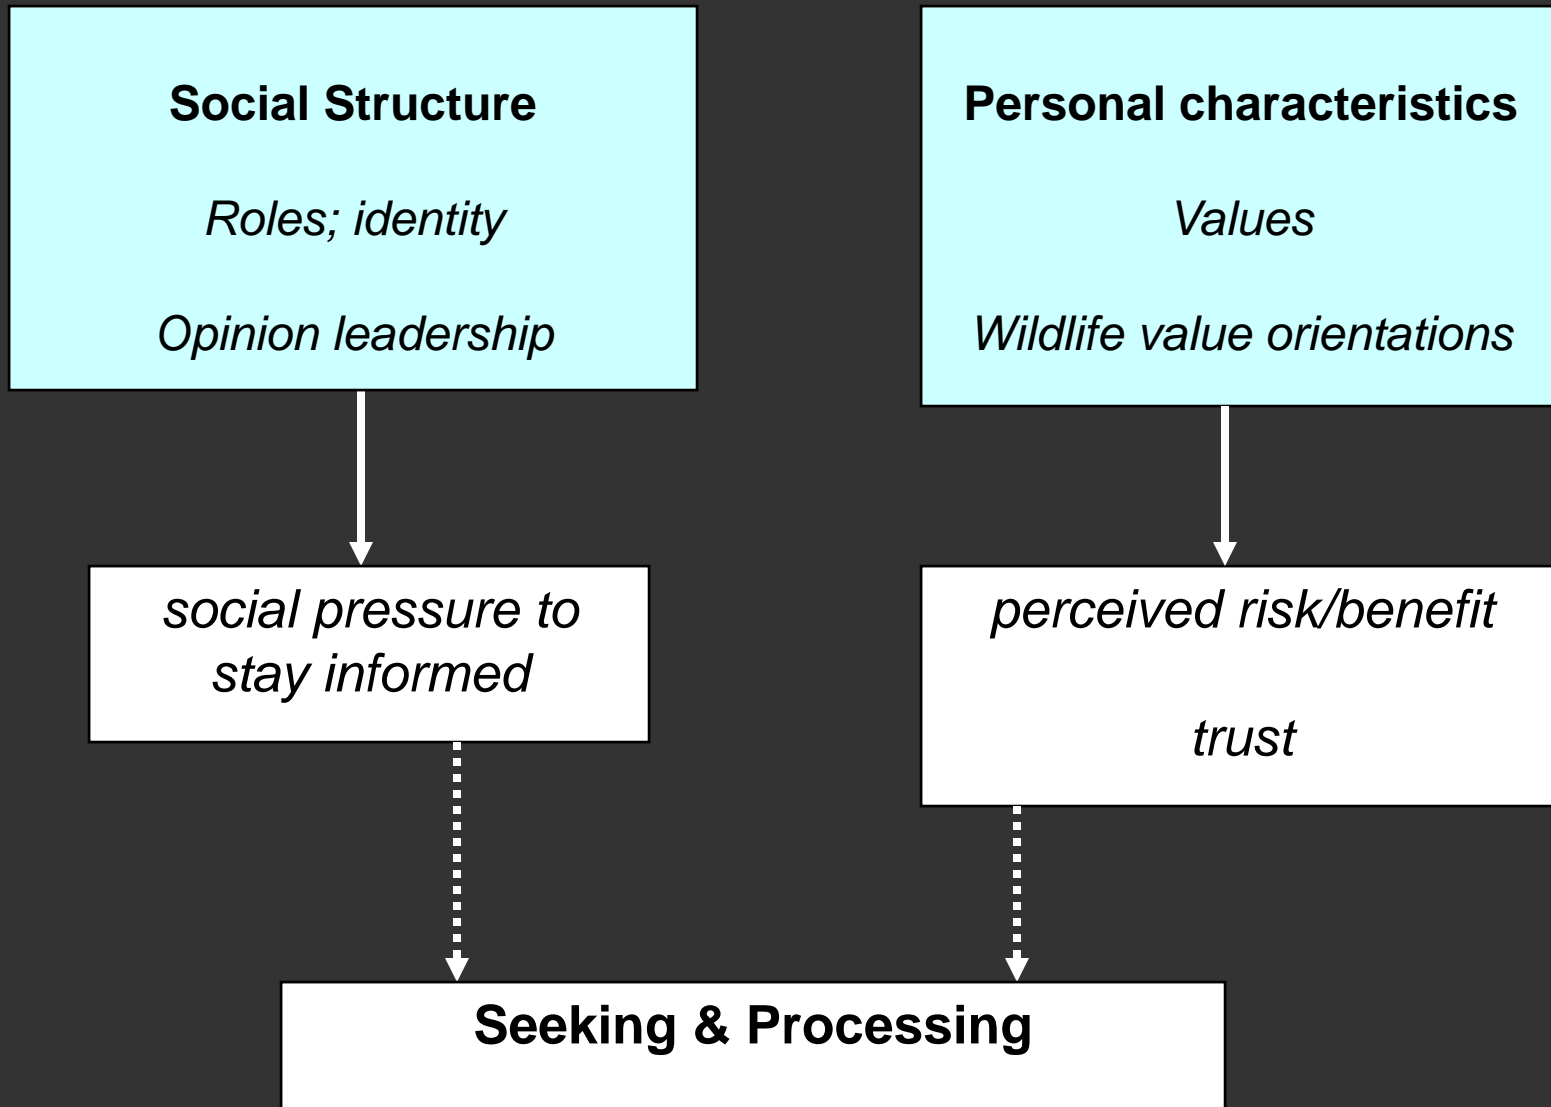 Social Structure
Roles; identity
Opinion leadership
Personal characteristics
Values
Wildlife value orientations
social pressure to
stay informed
perceived risk/benefit
trust
Seeking & Processing